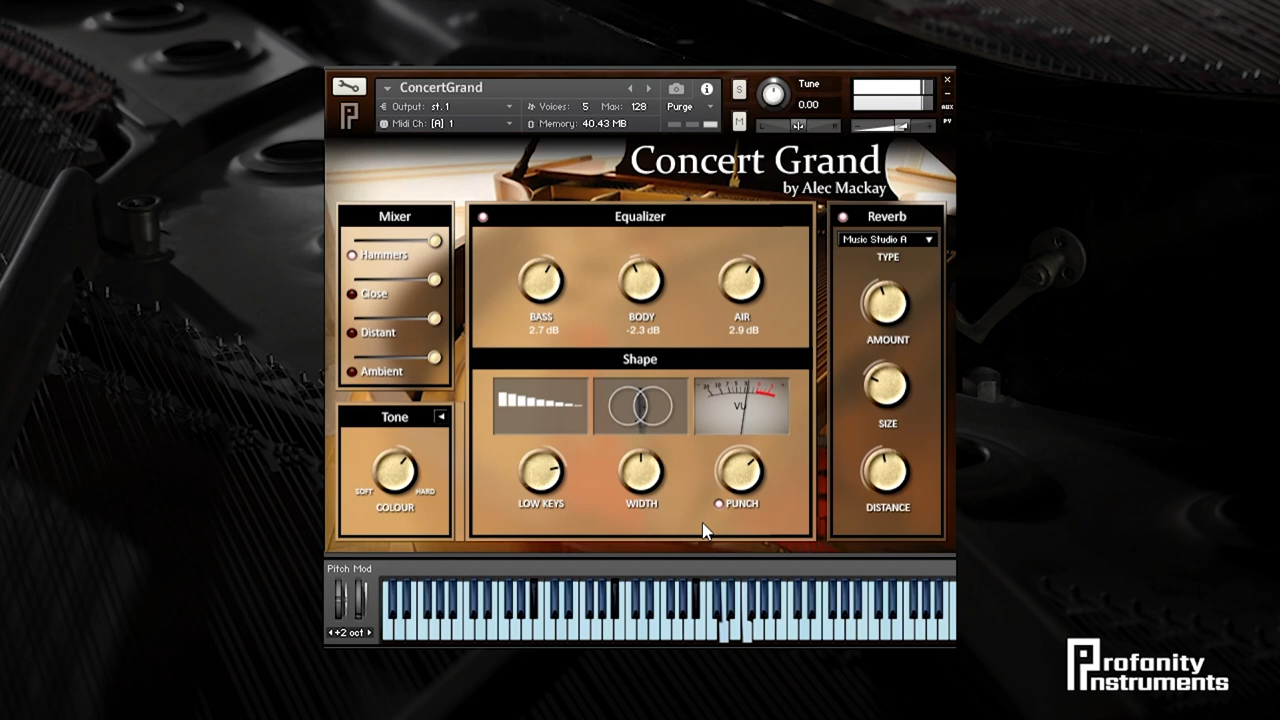 ConcertGrand
Output: st.1
Voices: 5 Max: 128
Purge
Midi Ch: [A] 1
Memory: 40.43 MB
S
M
Tune
0.00
L R
AUX
PV
Concert Grand
by Alec Mackay
Mixer
Hammers
Close
Distant
Ambient
Tone
SOFT HARD
COLOUR
Equalizer
BASS BODY AIR
2.7 dB -2.3 dB 2.9 dB
Shape
VU
LOW KEYS WIDTH PUNCH
Reverb
Music Studio A
TYPE
AMOUNT
SIZE
DISTANCE
Pitch Mod
+2 oct
Profanity
Instruments